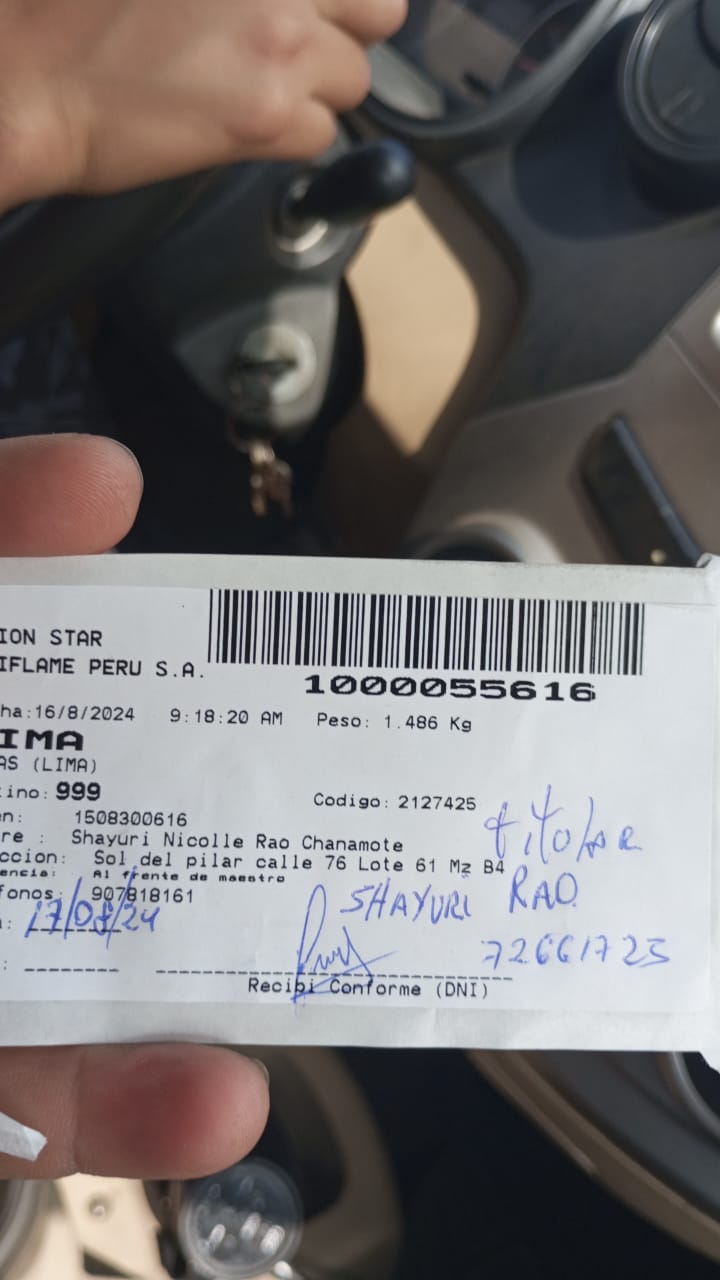 ION STAR
IFLAME PERU S.A.
1000055616
ha:16/8/2024 9:18:20 AM Peso: 1.486 Kg
IMA
AS (LIMA)
ino: 999
Codigo: 2127425
n: 1508300616
re : Shayuri Nicolle Rao Chanamote
ccion: Sol del pilar calle 76 Lote 61 Mz B4
encia: Al frente de maestro
fonos: 907818161
titolar
: 17/08/24
SHAYURI RAO
72661725
Recibi Conforme (DNI)